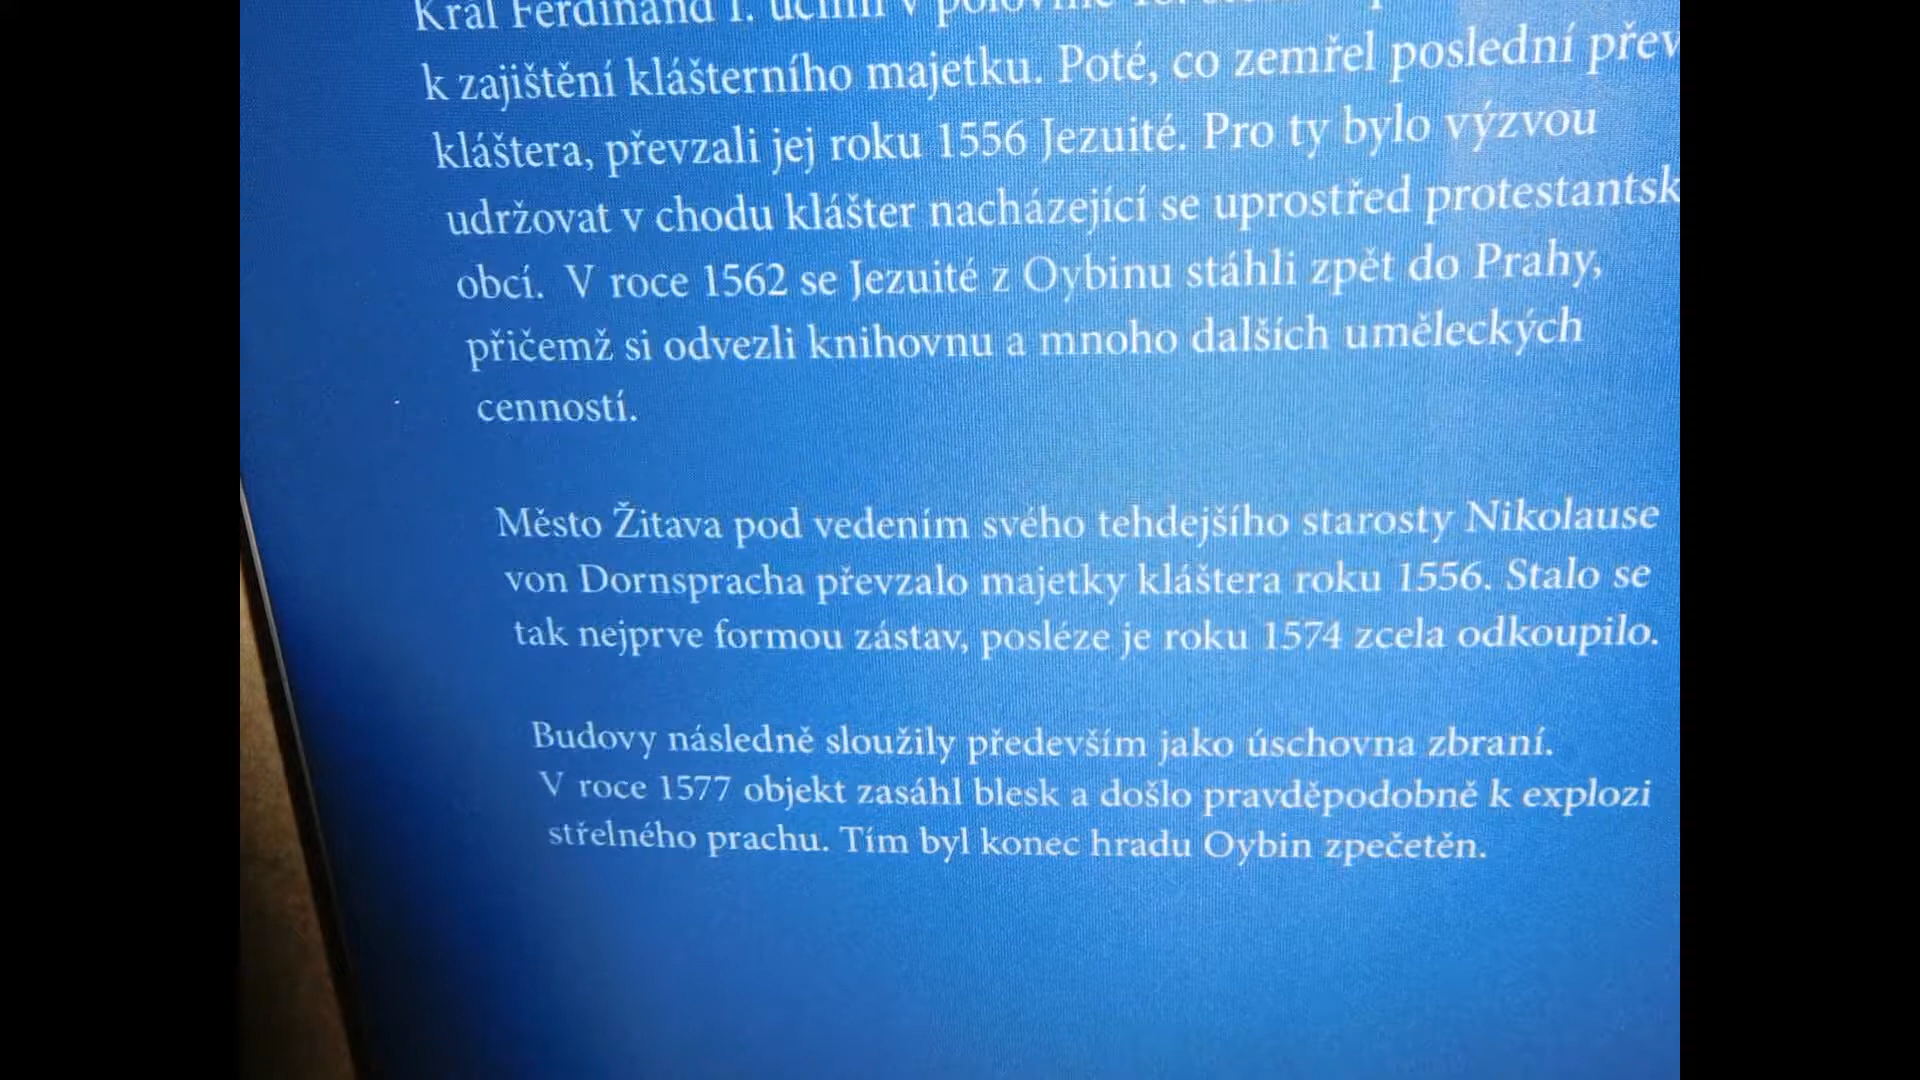 Král Ferdinand I. učinil v polovině
k zajištění klášterního majetku. Poté, co zemřel poslední přev
kláštera, převzali jej roku 1556 Jezuité. Pro ty bylo výzvou
udržovat v chodu klášter nacházející se uprostřed protestantsk
obcí. V roce 1562 se Jezuité z Oybinu stáhli zpět do Prahy,
přičemž si odvezli knihovnu a mnoho dalších uměleckých
cenností.
Město Žitava pod vedením svého tehdejšího starosty Nikolause
von Dornspracha převzalo majetky kláštera roku 1556. Stalo se
tak nejprve formou zástav, posléze je roku 1574 zcela odkoupilo.
Budovy následně sloužily především jako úschovna zbraní.
V roce 1577 objekt zasáhl blesk a došlo pravděpodobně k explozi
střelného prachu. Tím byl konec hradu Oybin zpečetěn.